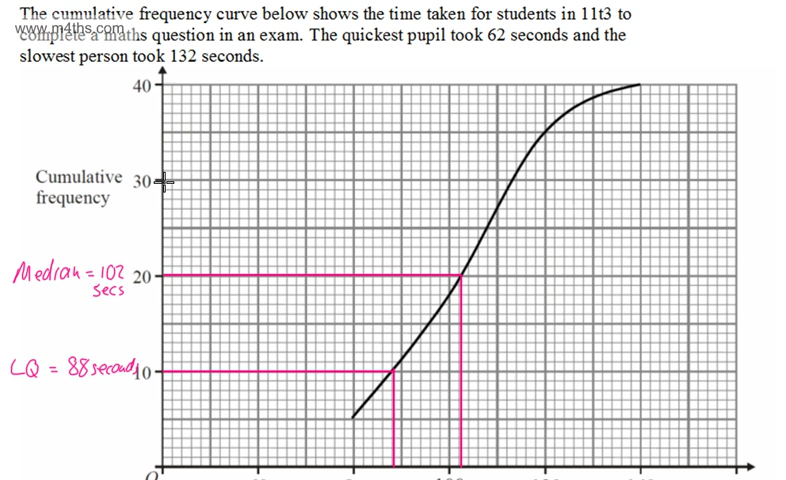 The cumulative frequency curve below shows the time taken for students in 11t3 to
www.m4ths.com
complete a maths question in an exam. The quickest pupil took 62 seconds and the
slowest person took 132 seconds.
40
Cumulative
frequency
30
Median = 102
secs
20
LQ = 88 seconds
10
O